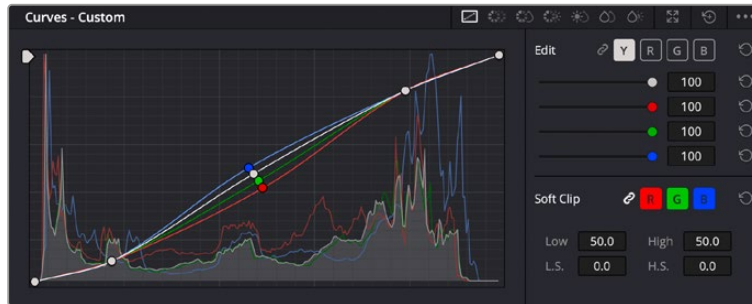 Curves - Custom
Edit Y R G B
100
100
100
100
Soft Clip R G B
Low 50.0 High 50.0
L.S. 0.0 H.S. 0.0